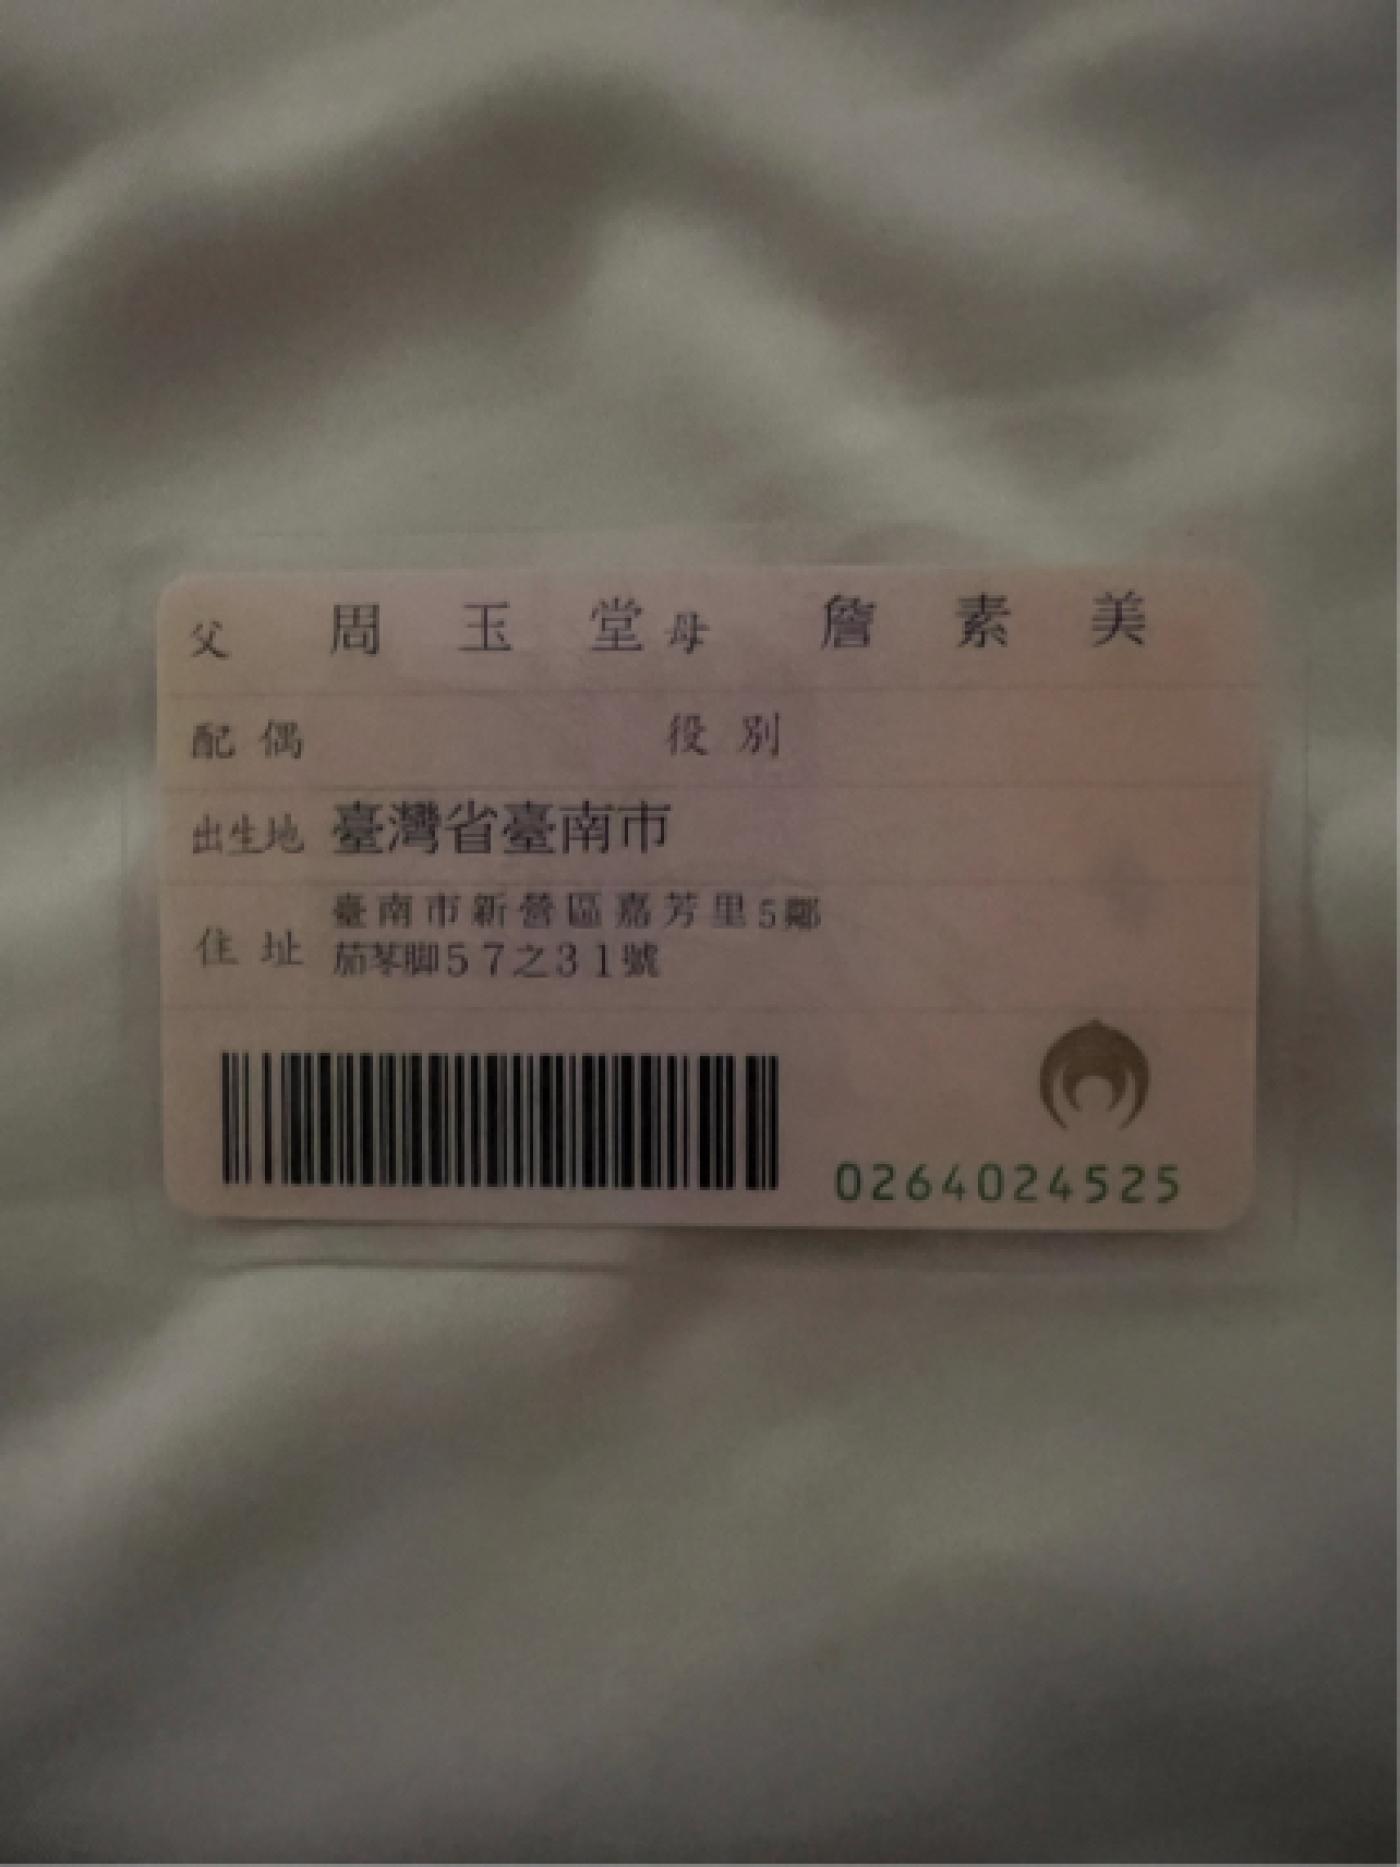 父 周玉堂 母 詹素美
配偶 役別
出生地 臺灣省臺南市
住址 臺南市新營區嘉芳里5鄰
茄苳脚57之31號
0264024525